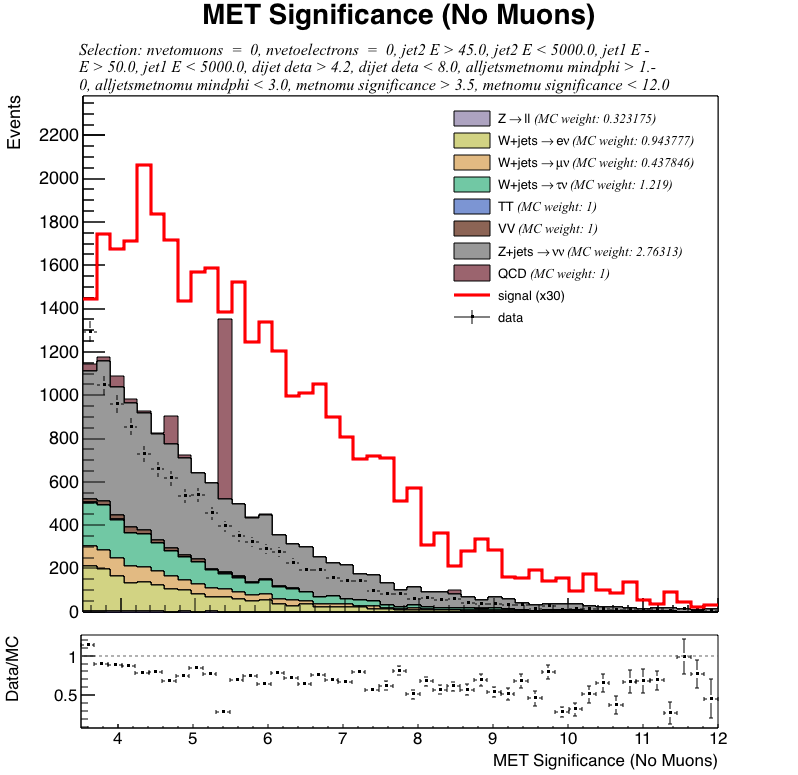 MET Significance (No Muons)
Selection: nvetomuons = 0, nvetoelectrons = 0, jet2 E > 45.0, jet2 E < 5000.0, jet1 E -
E > 50.0, jet1 E < 5000.0, dijet deta > 4.2, dijet deta < 8.0, alljetsmetnomu mindphi > 1.-
0, alljetsmetnomu mindphi < 3.0, metnomu significance > 3.5, metnomu significance < 12.0
Events
2200
2000
1800
1600
1400
1200
1000
800
600
400
200
0
Z→ll (MC weight: 0.323175)
W+jets→eν (MC weight: 0.943777)
W+jets→μν (MC weight: 0.437846)
W+jets→τν (MC weight: 1.219)
TT (MC weight: 1)
VV (MC weight: 1)
Z+jets→νν (MC weight: 2.76313)
QCD (MC weight: 1)
signal (x30)
data
Data/MC
1
0.5
4 5 6 7 8 9 10 11 12
MET Significance (No Muons)